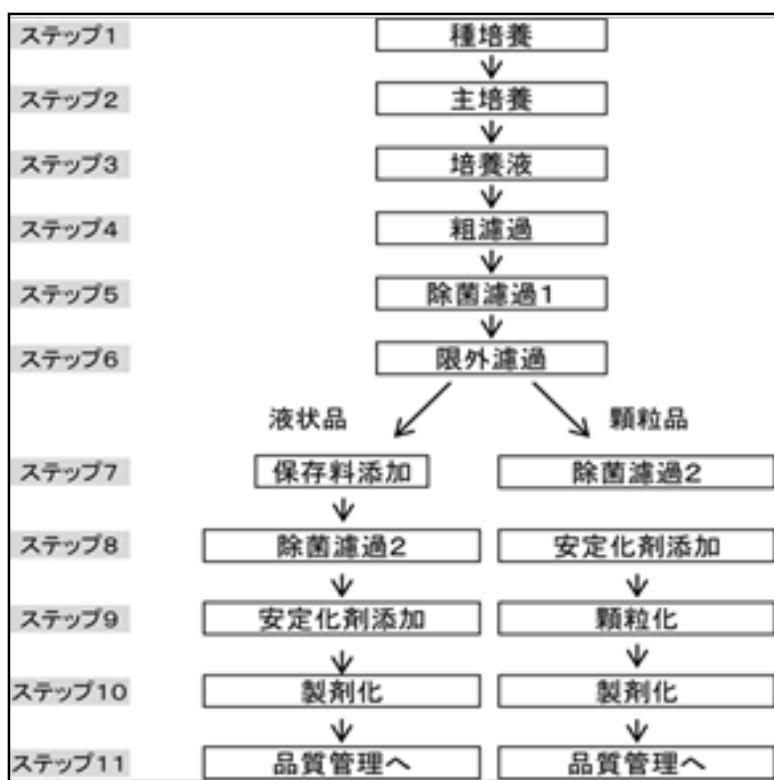 ステップ1 種培養
ステップ2 主培養
ステップ3 培養液
ステップ4 粗濾過
ステップ5 除菌濾過1
ステップ6 限外濾過
液状品 顆粒品
ステップ7 保存料添加 除菌濾過2
ステップ8 除菌濾過2 安定化剤添加
ステップ9 安定化剤添加 顆粒化
ステップ10 製剤化 製剤化
ステップ11 品質管理へ 品質管理へ